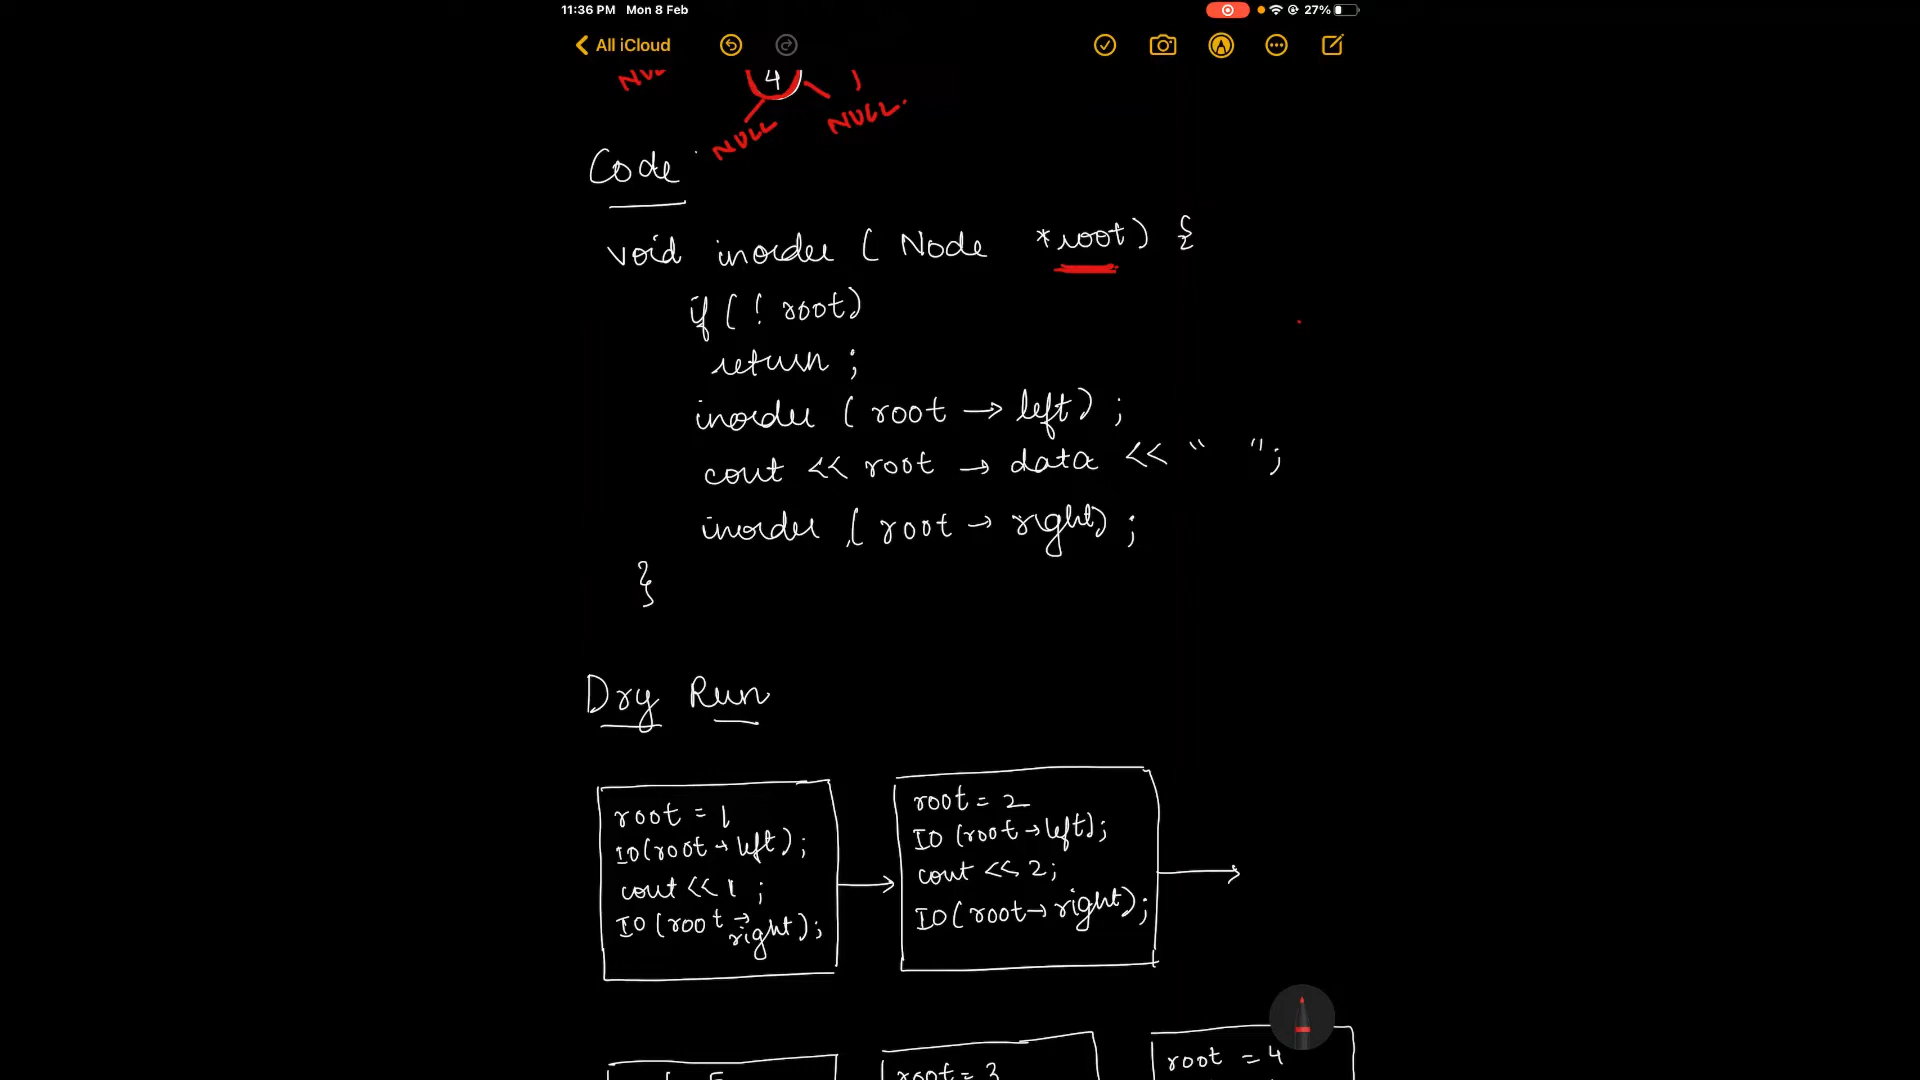 11:36 PM Mon 8 Feb
27%
All iCloud
4
NULL
NULL
Code
void inorder ( Node *root) {
if ( ! root)
return ;
inorder ( root → left) ;
cout << root → data << " ";
inorder ( root → right) ;
}
Dry Run
root = 1
IO(root → left);
cout << 1 ;
IO (root → right);
root = 2
IO (root → left);
cout << 2;
IO (root → right);
root = 3
root = 4